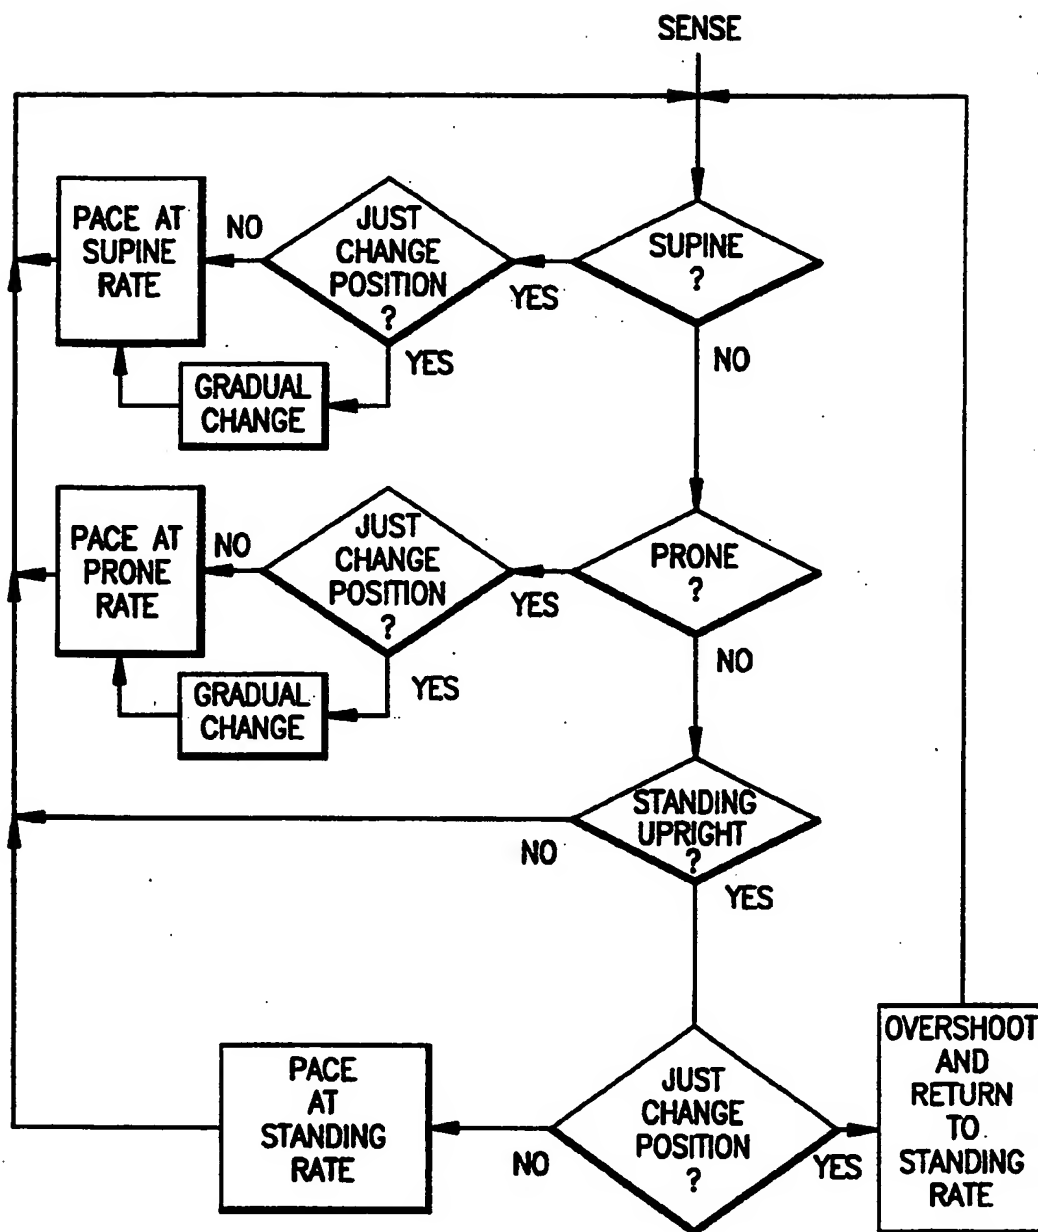 SENSE
SUPINE
?
YES
NO
JUST
CHANGE
POSITION
?
NO
YES
PACE AT
SUPINE
RATE
GRADUAL
CHANGE
PRONE
?
YES
NO
JUST
CHANGE
POSITION
?
NO
YES
PACE AT
PRONE
RATE
GRADUAL
CHANGE
STANDING
UPRIGHT
?
NO
YES
JUST
CHANGE
POSITION
?
NO
YES
PACE
AT
STANDING
RATE
OVERSHOOT
AND
RETURN
TO
STANDING
RATE